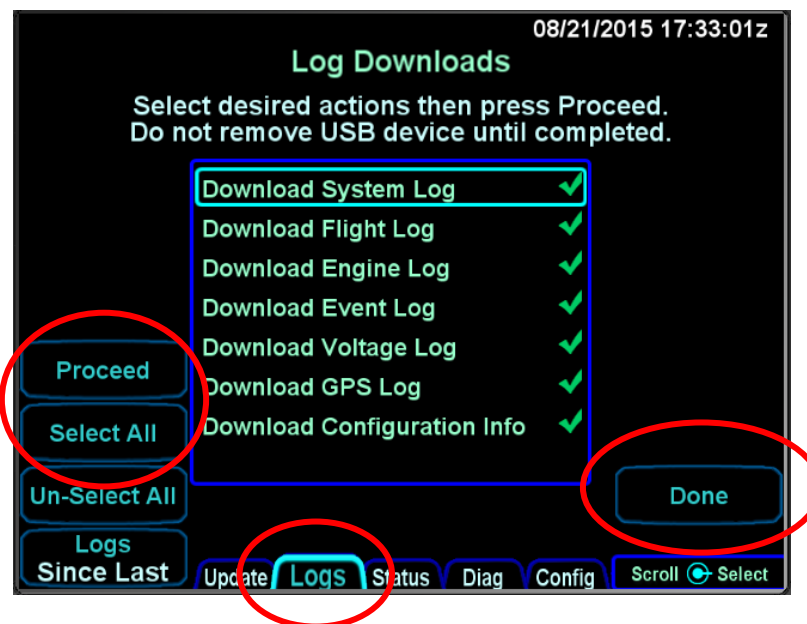 08/21/2015 17:33:01z
Log Downloads
Select desired actions then press Proceed.
Do not remove USB device until completed.
Download System Log
Download Flight Log
Download Engine Log
Download Event Log
Download Voltage Log
Download GPS Log
Download Configuration Info
Proceed
Select All
Un-Select All
Logs
Since Last
Done
Update Logs Status Diag Config Scroll Select